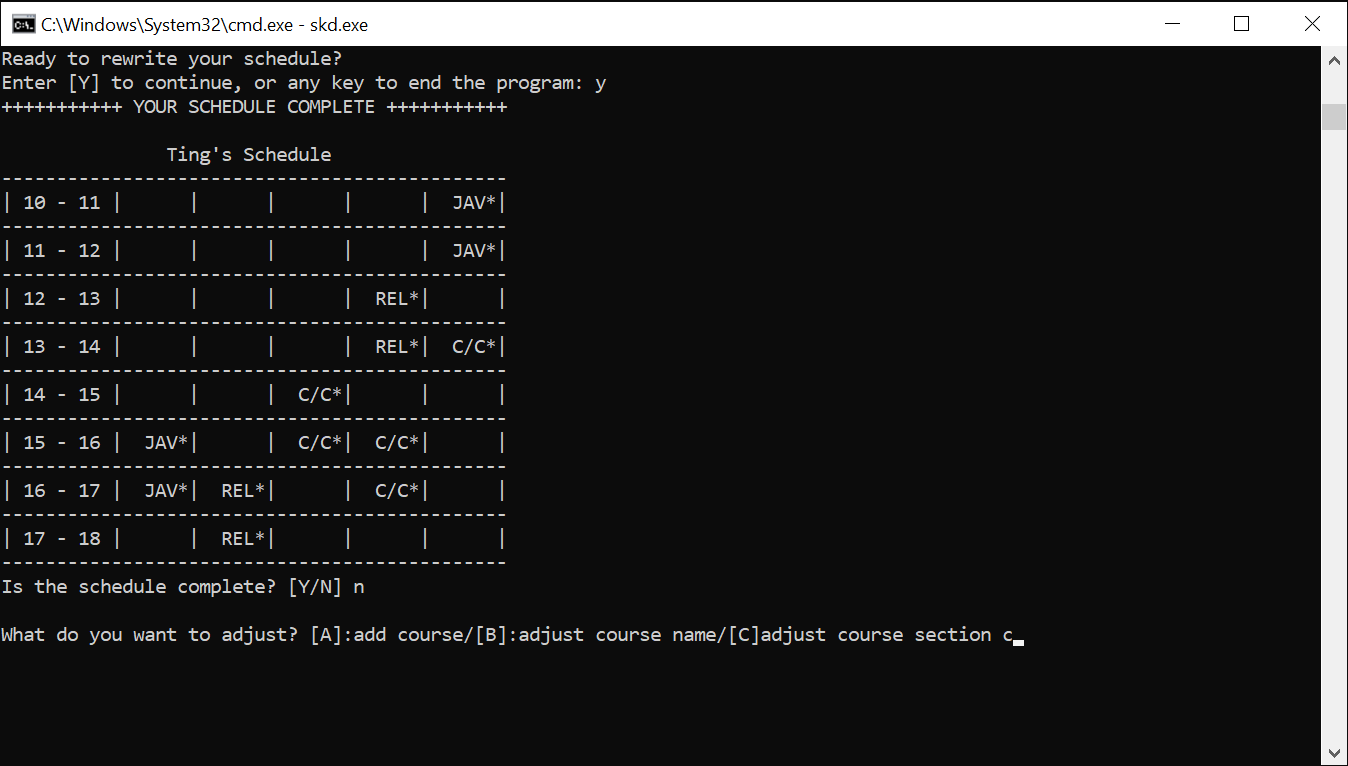 C:\Windows\System32\cmd.exe - skd.exe
Ready to rewrite your schedule?
Enter [Y] to continue, or any key to end the program: y
+++++++++++ YOUR SCHEDULE COMPLETE +++++++++++
Ting's Schedule
----------------------------------------------
| 10 - 11 |      |      |      |      |  JAV*|
----------------------------------------------
| 11 - 12 |      |      |      |      |  JAV*|
----------------------------------------------
| 12 - 13 |      |      |      |  REL*|      |
----------------------------------------------
| 13 - 14 |      |      |      |  REL*|  C/C*|
----------------------------------------------
| 14 - 15 |      |      |  C/C*|      |      |
----------------------------------------------
| 15 - 16 |  JAV*|      |  C/C*|  C/C*|      |
----------------------------------------------
| 16 - 17 |  JAV*|  REL*|      |  C/C*|      |
----------------------------------------------
| 17 - 18 |      |  REL*|      |      |      |
----------------------------------------------
Is the schedule complete? [Y/N] n
What do you want to adjust? [A]:add course/[B]:adjust course name/[C]adjust course section c